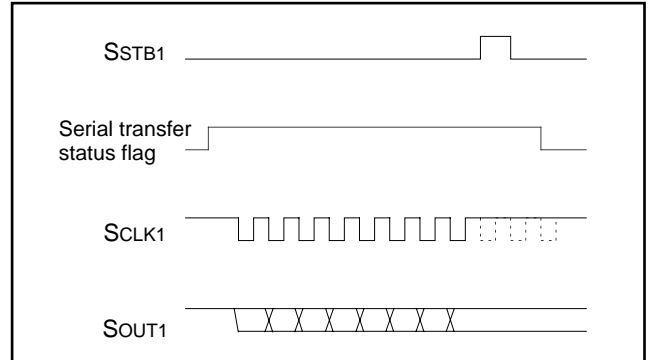 SSTB1
Serial transfer
status flag
SCLK1
SOUT1